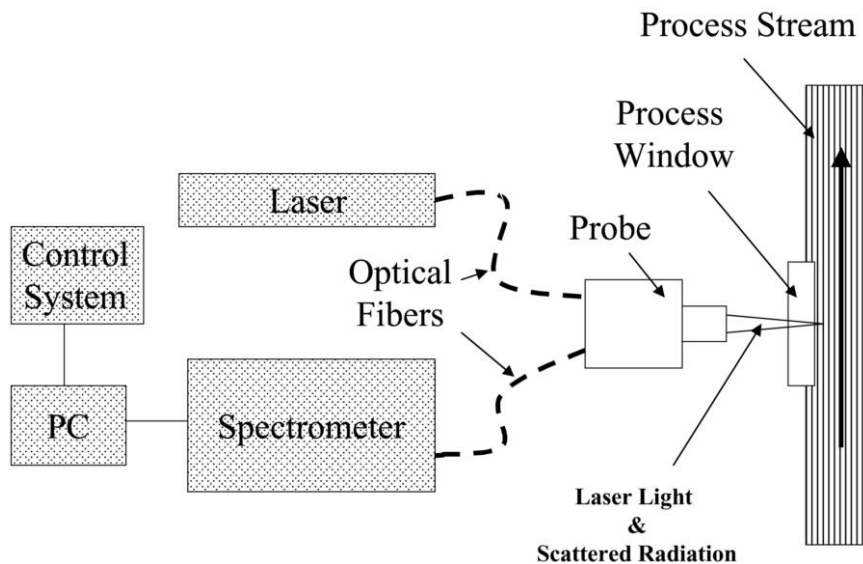 Process Stream
Process
Window
Laser
Probe
Control
System
Optical
Fibers
PC
Spectrometer
Laser Light
&
Scattered Radiation